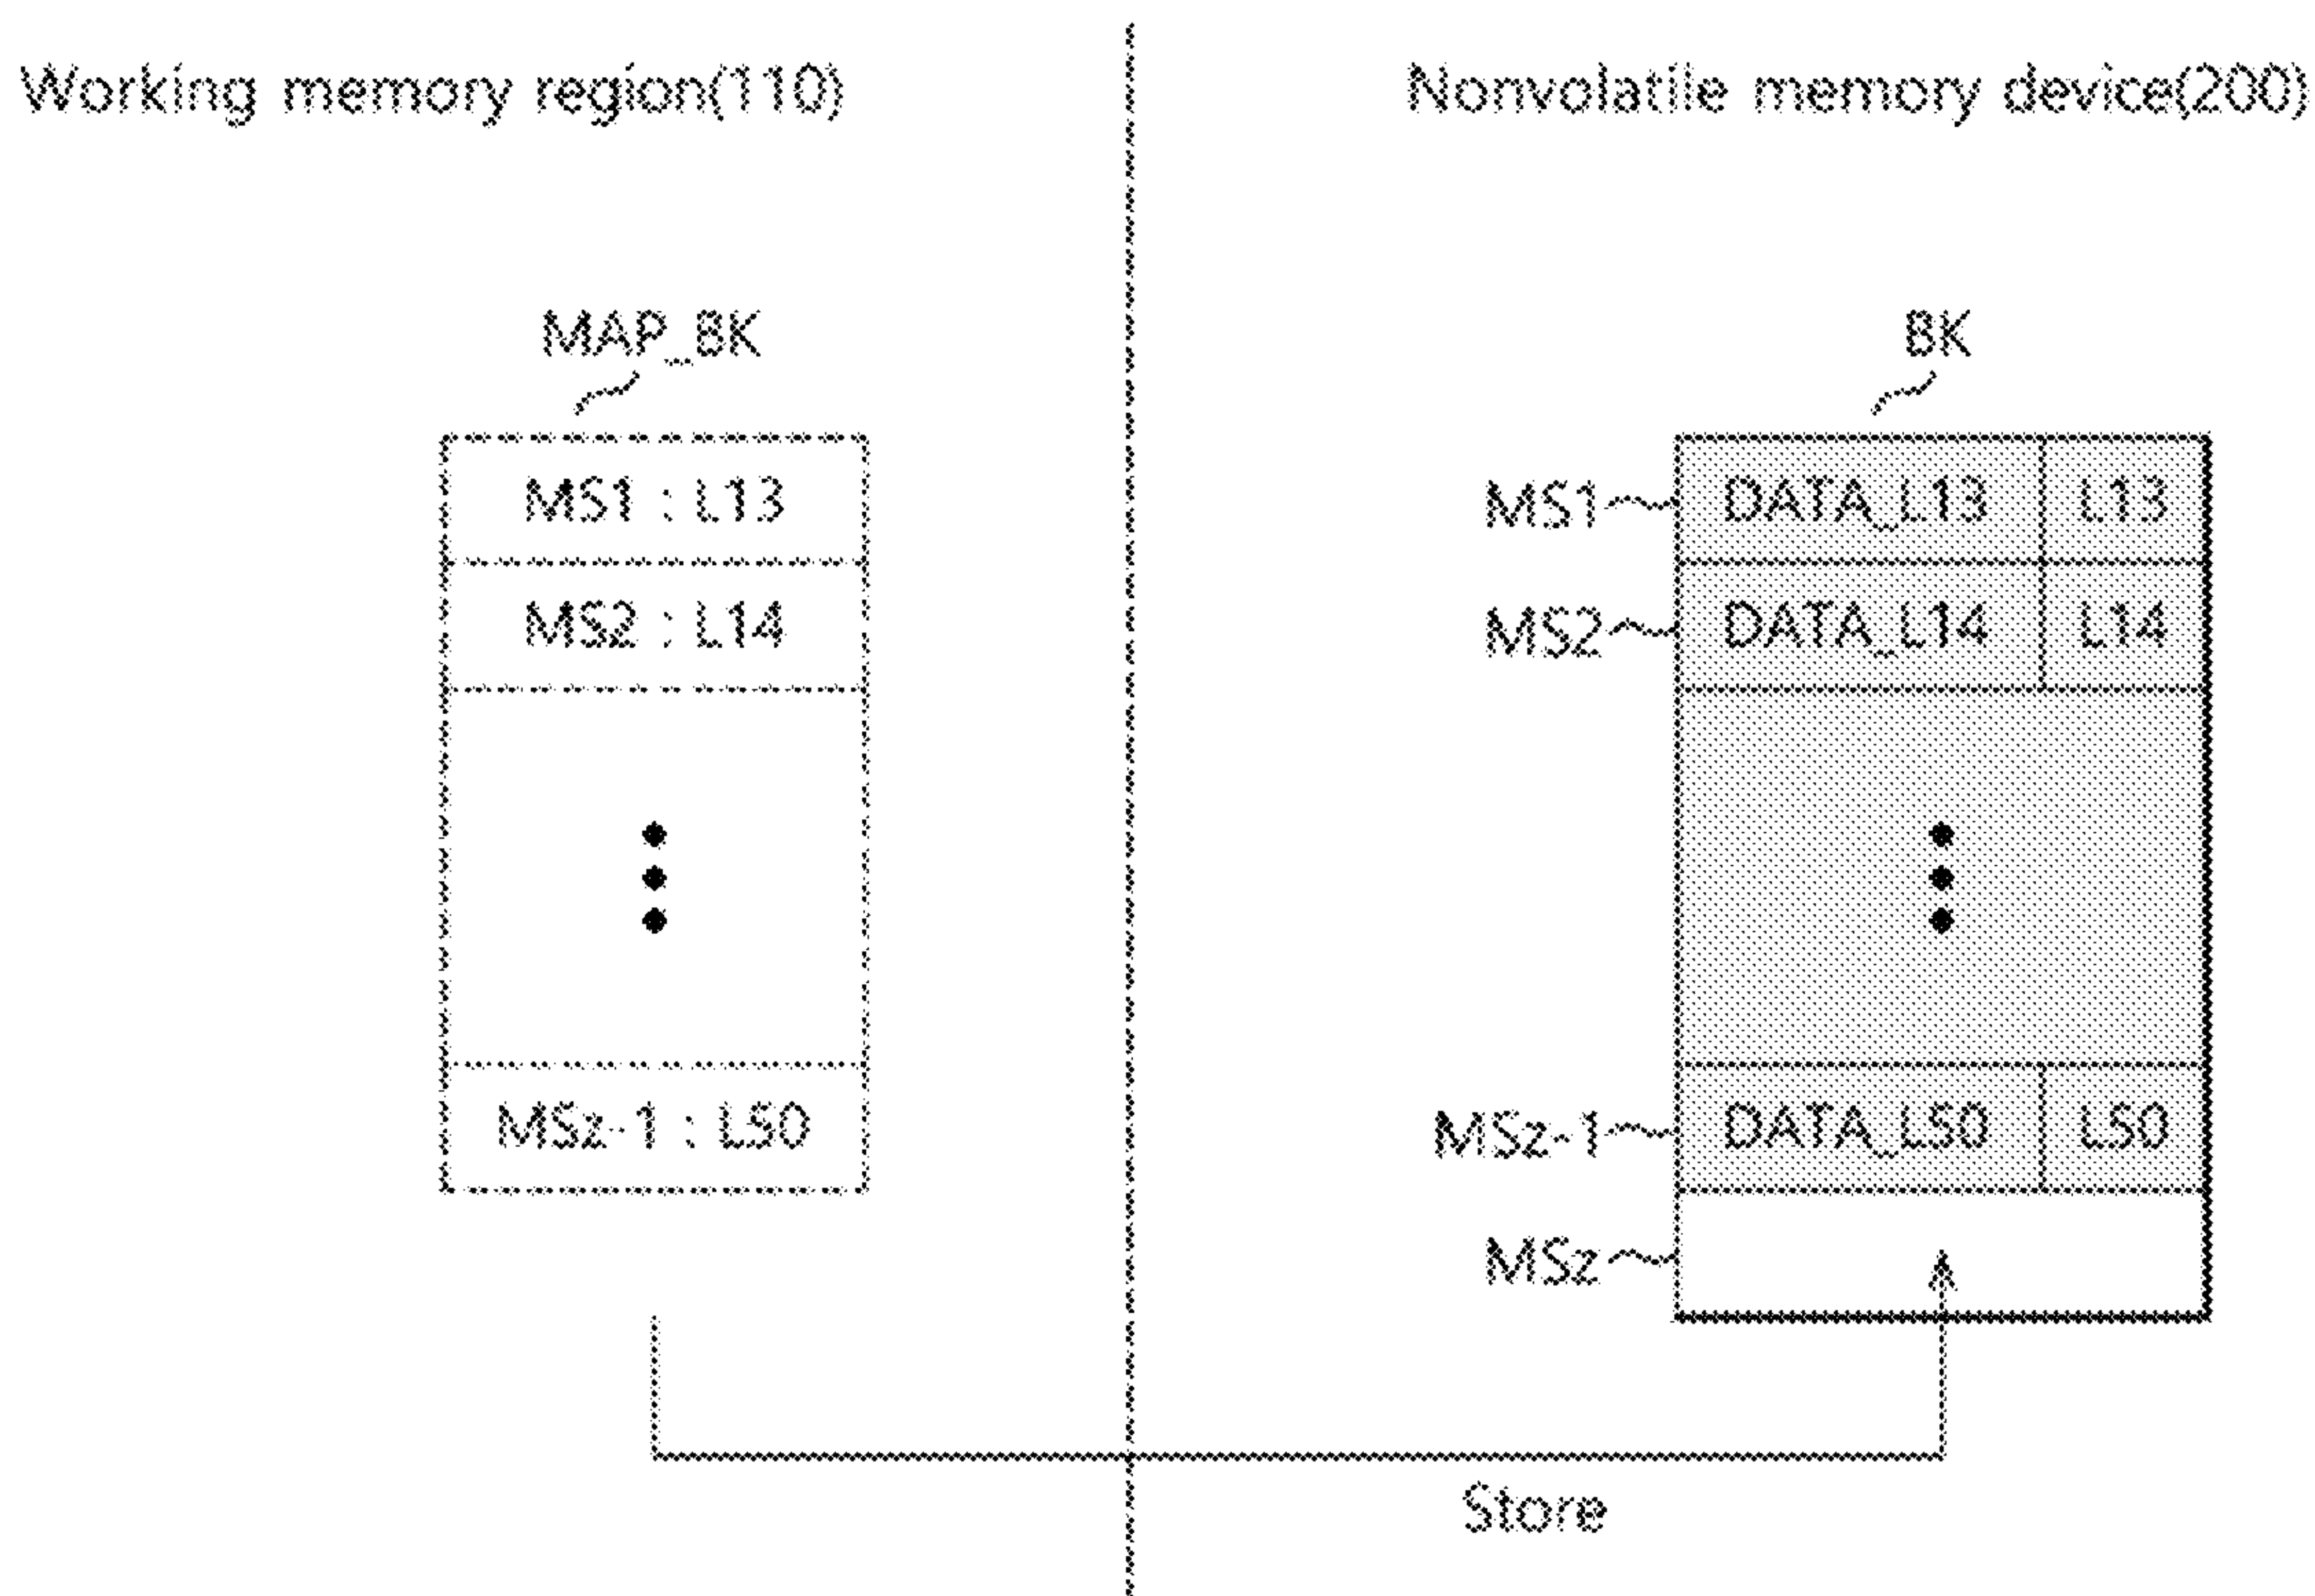 Working memory region(110)
Nonvolatile memory device(200)
MAP_BK
MS1 : L13
MS2 : L14
MSz-1 : L50
BK
MS1 DATA_L13 L13
MS2 DATA_L14 L14
MSz-1 DATA_L50 L50
MSz
Store